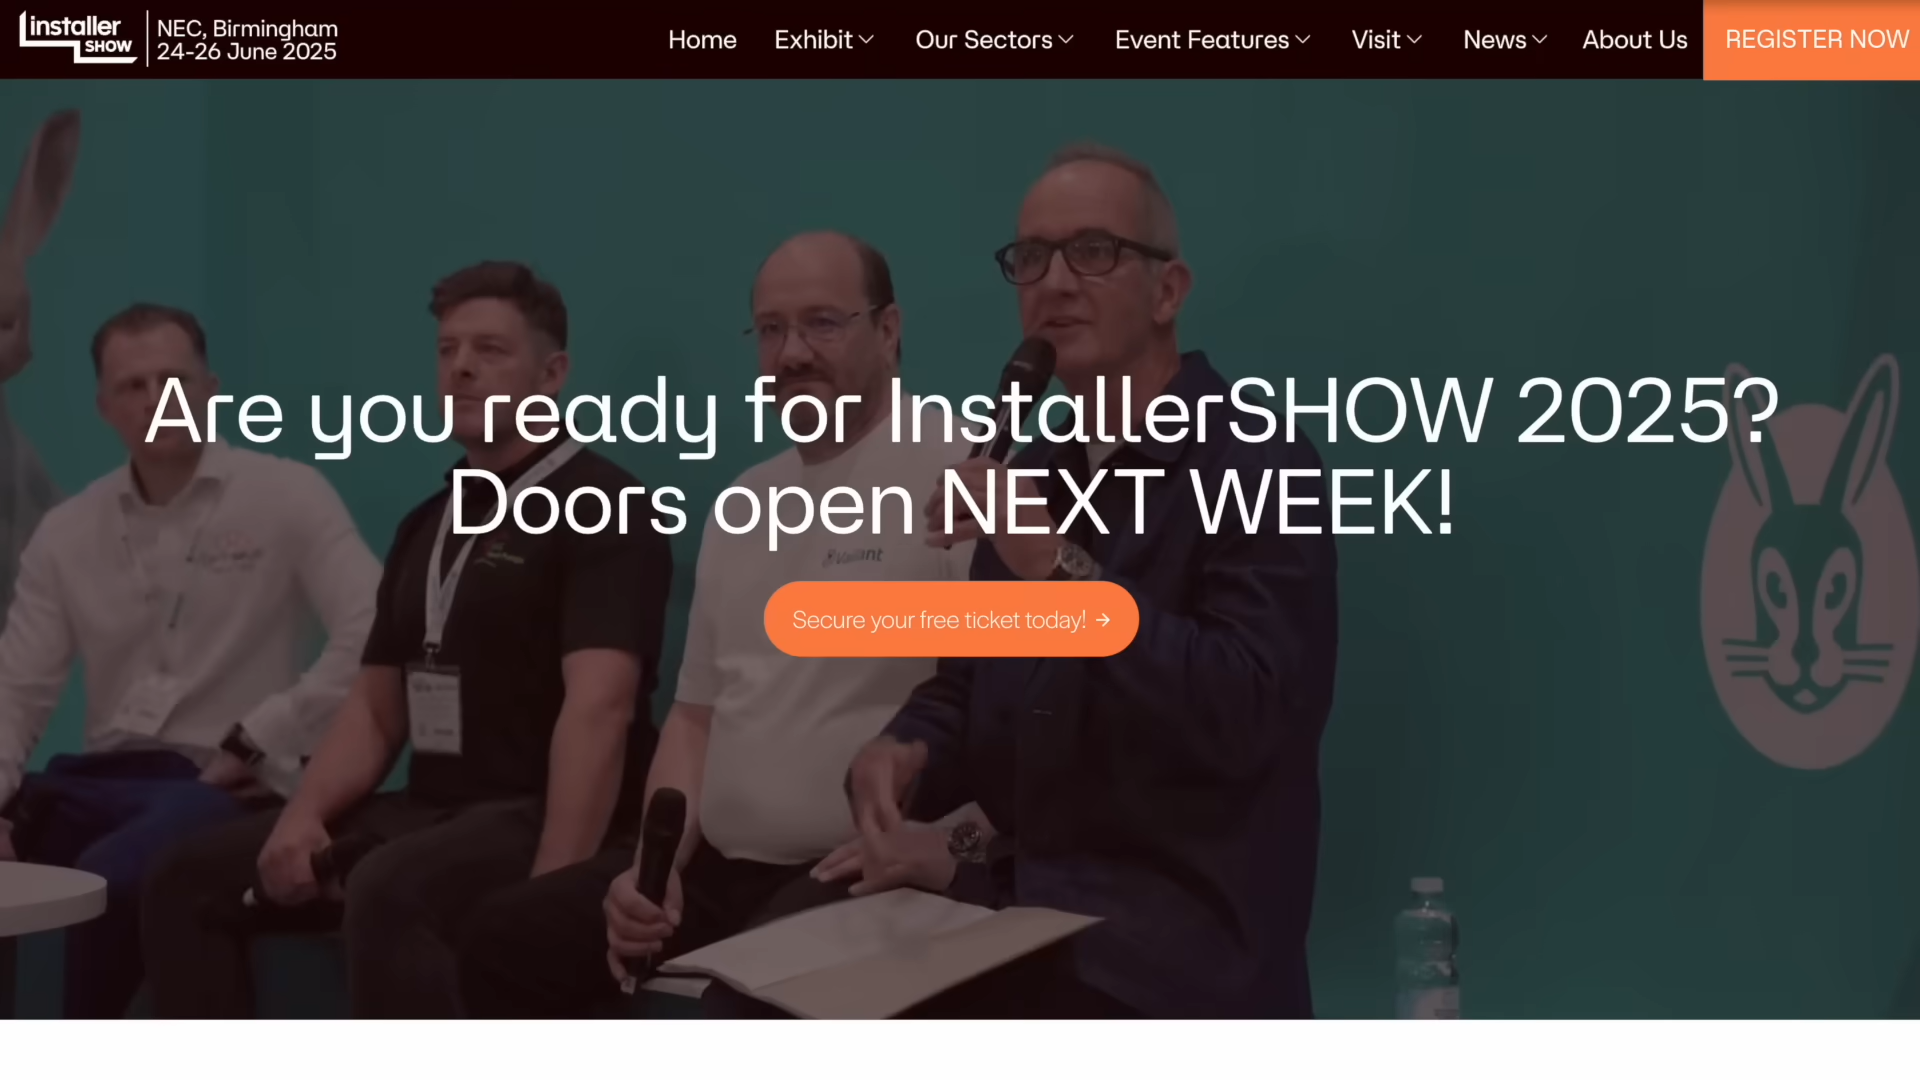 installer
SHOW
NEC, Birmingham
24-26 June 2025
Home
Exhibit
Our Sectors
Event Features
Visit
News
About Us
REGISTER NOW
Are you ready for InstallerSHOW 2025?
Doors open NEXT WEEK!
Vaillant
Secure your free ticket today! →